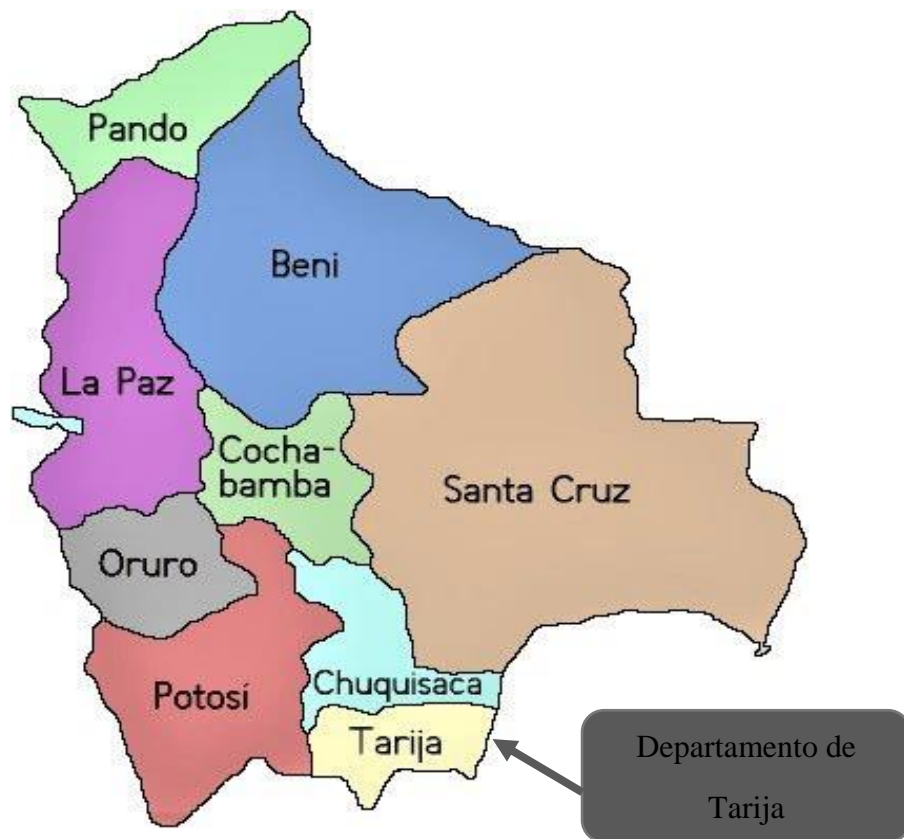 Pando
Beni
La Paz
Cocha-
bamba
Santa Cruz
Oruro
Potosí
Chuquisaca
Tarija
Departamento de
Tarija